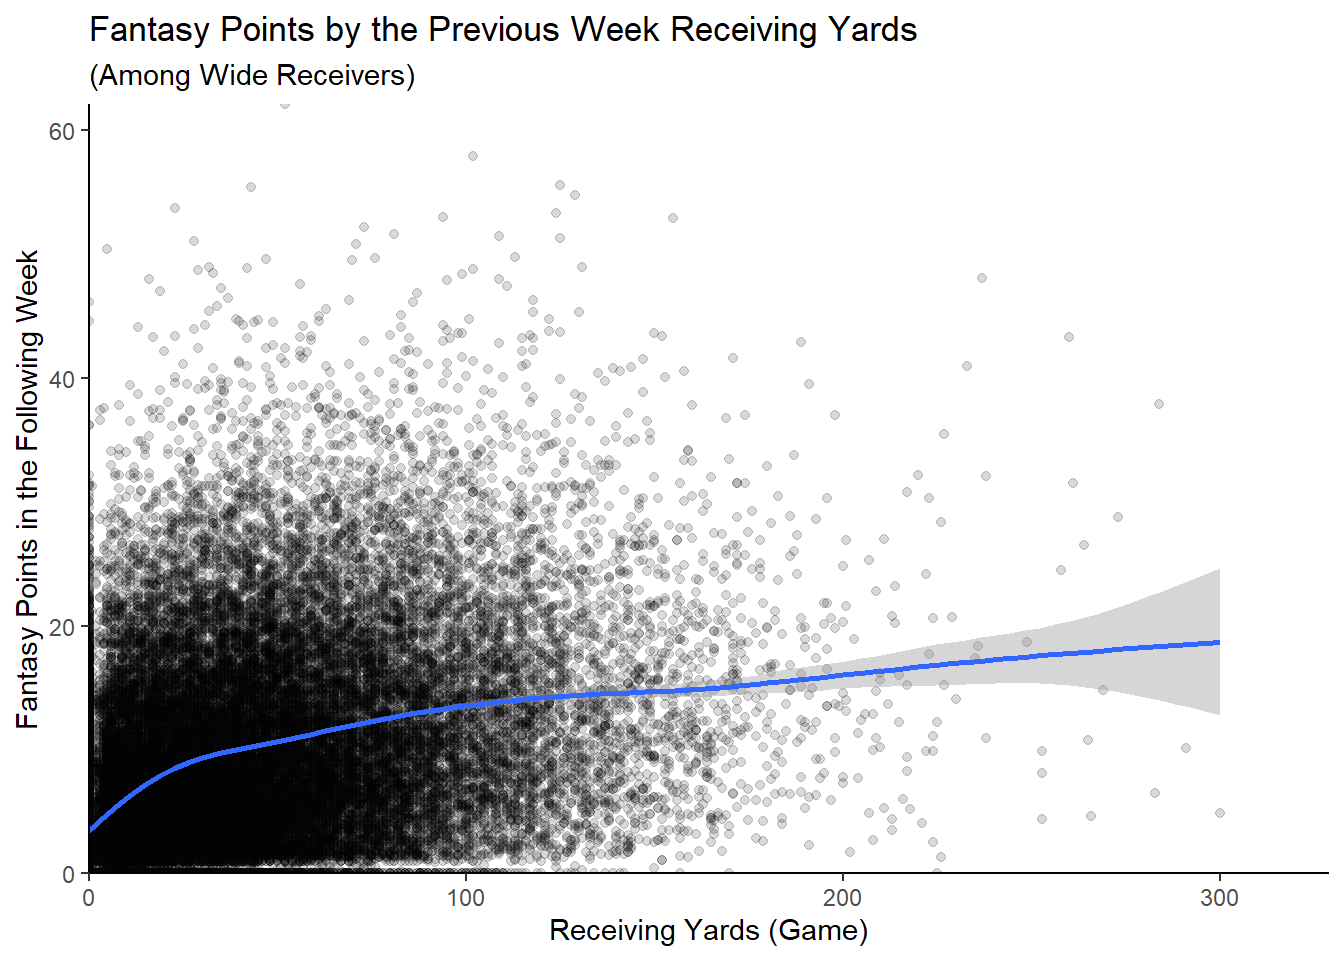 Fantasy Points by the Previous Week Receiving Yards
(Among Wide Receivers)
Fantasy Points in the Following Week
60
40
20
0
0 100 200 300
Receiving Yards (Game)